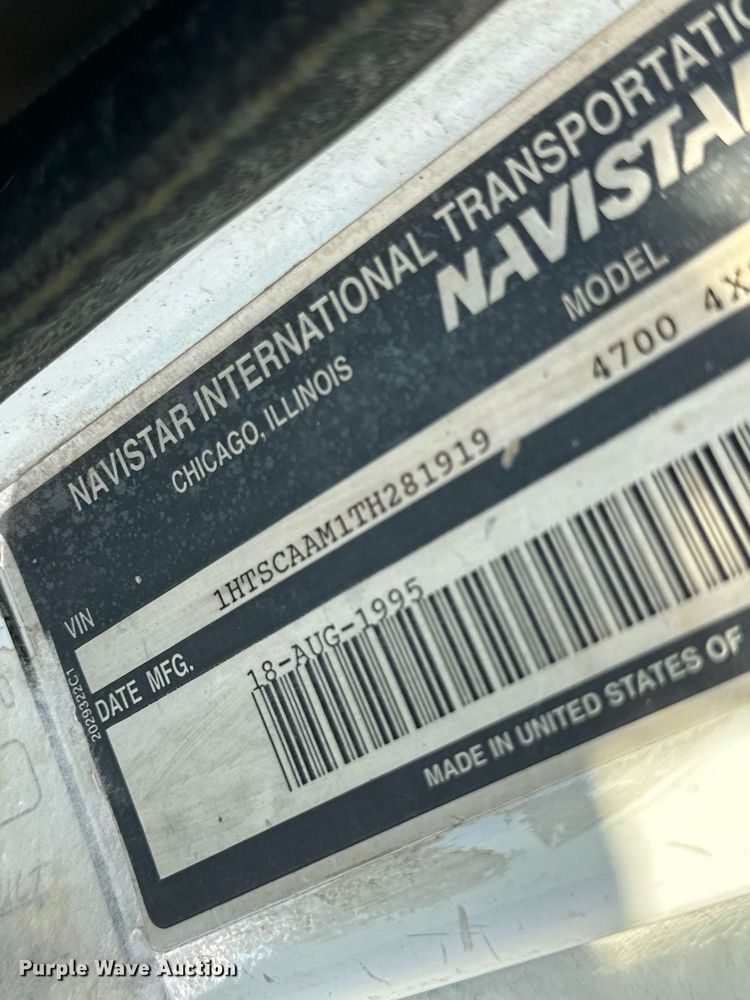 NAVISTAR INTERNATIONAL TRANSPORTATIO
CHICAGO, ILLINOIS
NAVISTA
MODEL
4700 4X
VIN
1HTSCAAM1TH281919
DATE MFG.
18-AUG-1995
2029322C1
MADE IN UNITED STATES OF
Purple Wave Auction